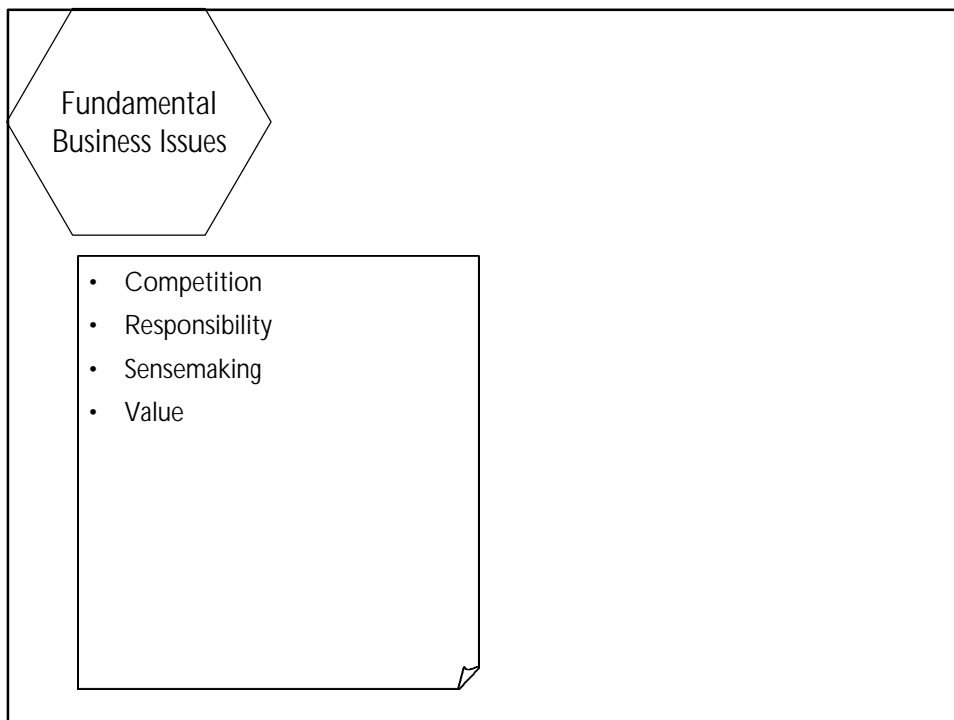 Fundamental
Business Issues
• Competition
• Responsibility
• Sensemaking
• Value